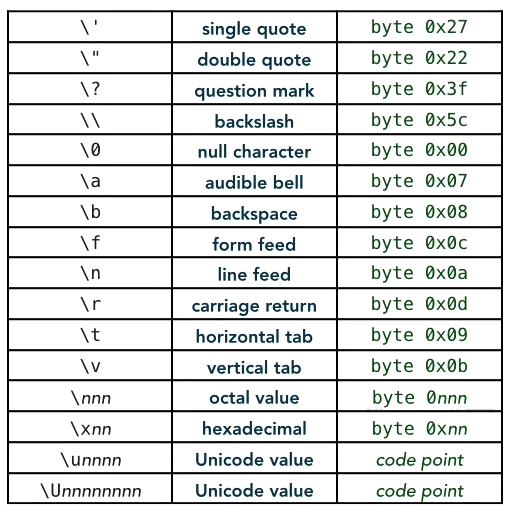 \' single quote byte 0x27
\" double quote byte 0x22
\? question mark byte 0x3f
\\ backslash byte 0x5c
\0 null character byte 0x00
\a audible bell byte 0x07
\b backspace byte 0x08
\f form feed byte 0x0c
\n line feed byte 0x0a
\r carriage return byte 0x0d
\t horizontal tab byte 0x09
\v vertical tab byte 0x0b
\nnn octal value byte 0nnn
\xnn hexadecimal byte 0xnn
\unnnn Unicode value code point
\Unnnnnnnn Unicode value code point